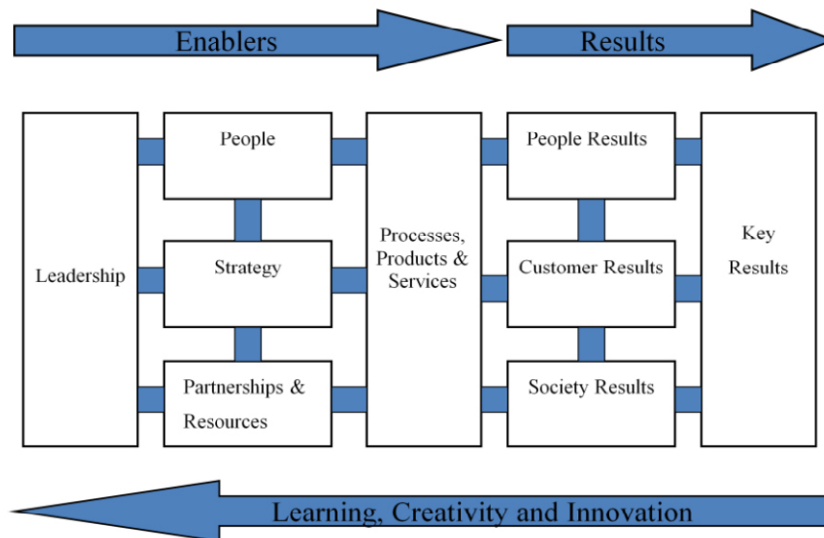 Enablers
Results
Leadership
People
Strategy
Partnerships &
Resources
Processes,
Products &
Services
People Results
Customer Results
Society Results
Key
Results
Learning, Creativity and Innovation